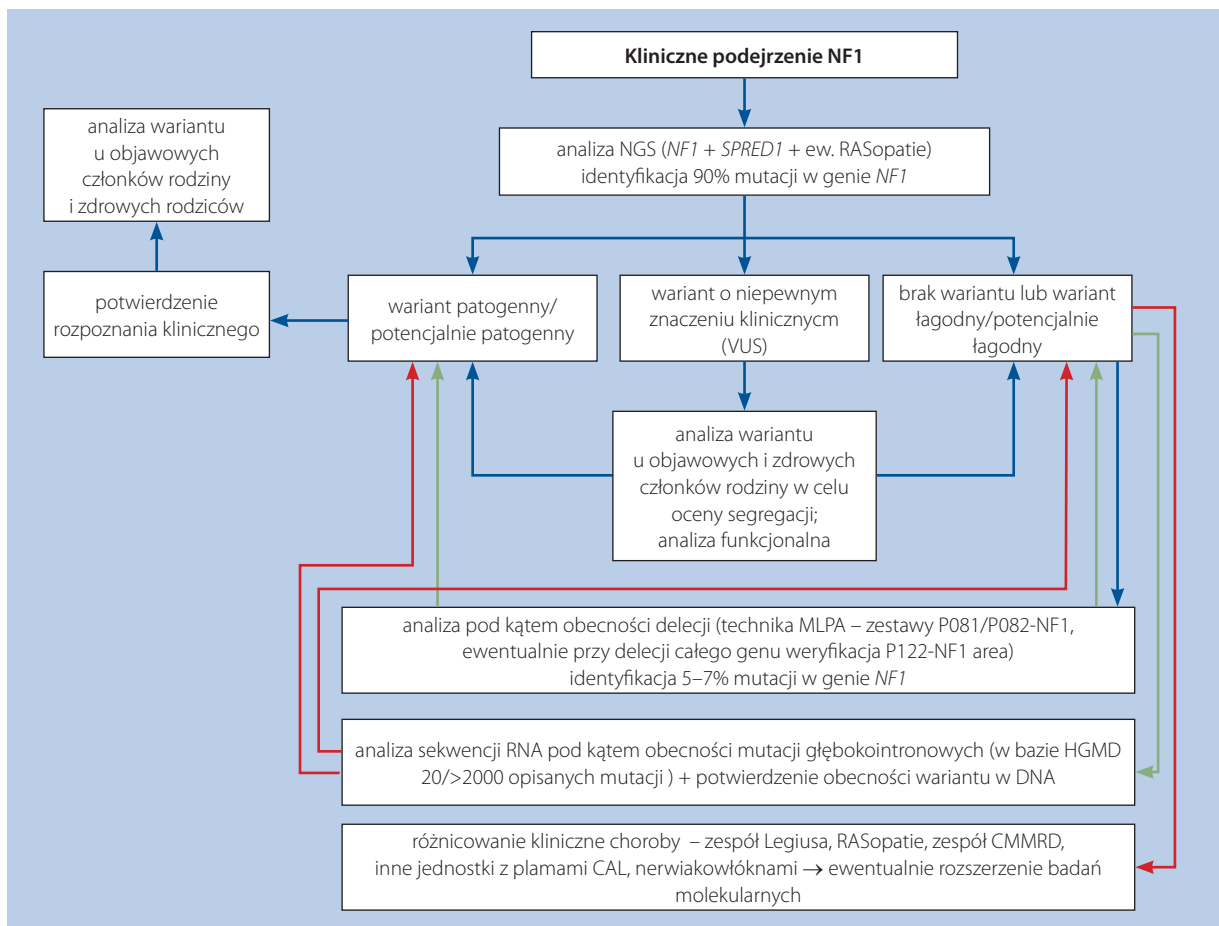 Kliniczne podejrzenie NF1
analiza wariantu
u objawowych
członków rodziny
i zdrowych rodziców
analiza NGS (NF1 + SPRED1 + ew. RASopatie)
identyfikacja 90% mutacji w genie NF1
potwierdzenie
rozpoznania klinicznego
wariant patogenny/
potencjalnie patogenny
wariant o niepewnym
znaczeniu klinicznycm
(VUS)
brak wariantu lub wariant
łagodny/potencjalnie
łagodny
analiza wariantu
u objawowych i zdrowych
członków rodziny w celu
oceny segregacji;
analiza funkcjonalna
analiza pod kątem obecności delecji (technika MLPA – zestawy P081/P082-NF1,
ewentualnie przy delecji całego genu weryfikacja P122-NF1 area)
identyfikacja 5–7% mutacji w genie NF1
analiza sekwencji RNA pod kątem obecności mutacji głębokointronowych (w bazie HGMD
20/>2000 opisanych mutacji ) + potwierdzenie obecności wariantu w DNA
różnicowanie kliniczne choroby – zespół Legiusa, RASopatie, zespół CMMRD,
inne jednostki z plamami CAL, nerwiakowłóknami → ewentualnie rozszerzenie badań
molekularnych